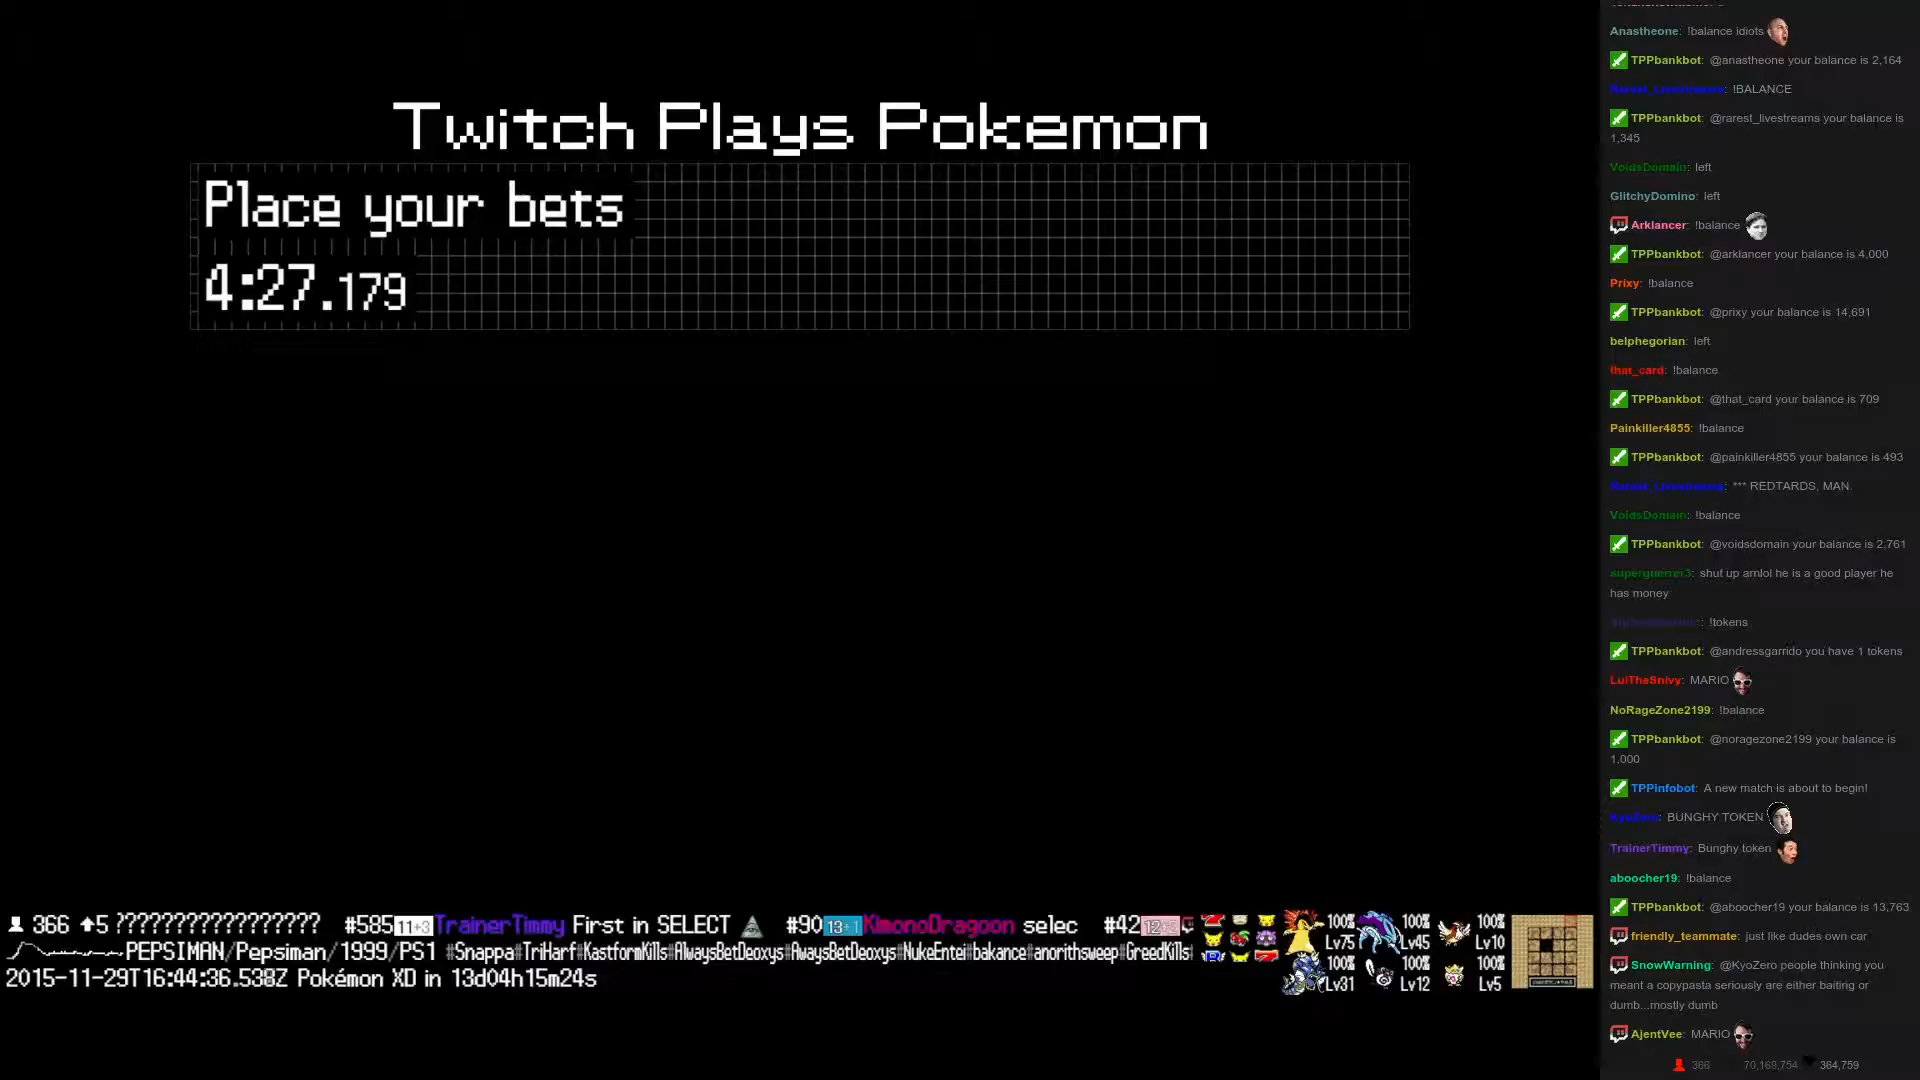 Twitch Plays Pokemon
Place your bets
4:27.179
366 5 ???????????????? #585 11+3 TrainerTimmy First in SELECT #90 13+1 KimonoDragoon selec #42 12+2
PEPSIMAN/Pepsiman/1999/PS1 #Snappa#TriHarf#KastformKills#AlwaysBetDeoxys#AwaysBetDeoxys#NukeEntei#bakance#anorithsweep#GreedKills
2015-11-29T16:44:36.538Z Pokémon XD in 13d04h15m24s
100% 100% 100%
Lv75 Lv45 Lv10
100% 100% 100%
Lv31 Lv12 Lv5
Anastheone: !balance idiots
TPPbankbot: @anastheone your balance is 2,164
Rarest_Livestreams: !BALANCE
TPPbankbot: @rarest_livestreams your balance is
1,345
VoidsDomain: left
GlitchyDomino: left
Arklancer: !balance
TPPbankbot: @arklancer your balance is 4,000
Prixy: !balance
TPPbankbot: @prixy your balance is 14,691
belphegorian: left
that_card: !balance
TPPbankbot: @that_card your balance is 709
Painkiller4855: !balance
TPPbankbot: @painkiller4855 your balance is 493
Rarest_Livestreams: *** REDTARDS, MAN.
VoidsDomain: !balance
TPPbankbot: @voidsdomain your balance is 2,761
superguerrer3: shut up arnlol he is a good player he
has money
: !tokens
TPPbankbot: @andressgarrido you have 1 tokens
LuiTheSnivy: MARIO
NoRageZone2199: !balance
TPPbankbot: @noragezone2199 your balance is
1,000
TPPinfobot: A new match is about to begin!
KyoZero: BUNGHY TOKEN
TrainerTimmy: Bunghy token
aboocher19: !balance
TPPbankbot: @aboocher19 your balance is 13,763
friendly_teammate: just like dudes own car
SnowWarning: @KyoZero people thinking you
meant a copypasta seriously are either baiting or
dumb...mostly dumb
AjentVee: MARIO
366 70,169,754 364,759